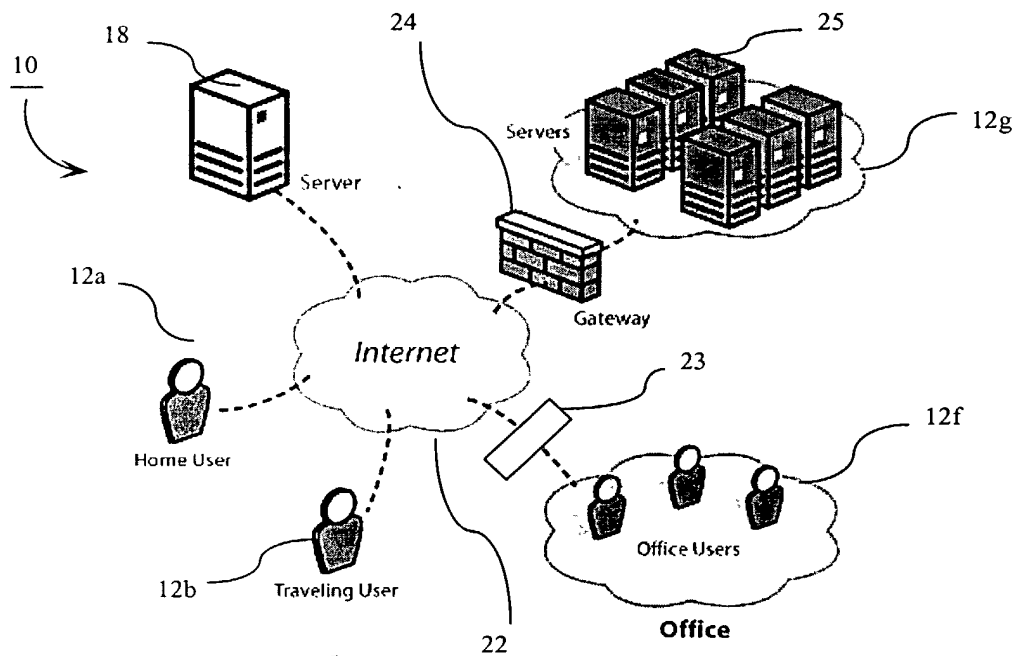 24
25
18
10
Servers
12g
Server
12a
Gateway
Internet
23
12f
Home User
Office Users
12b
Traveling User
Office
22